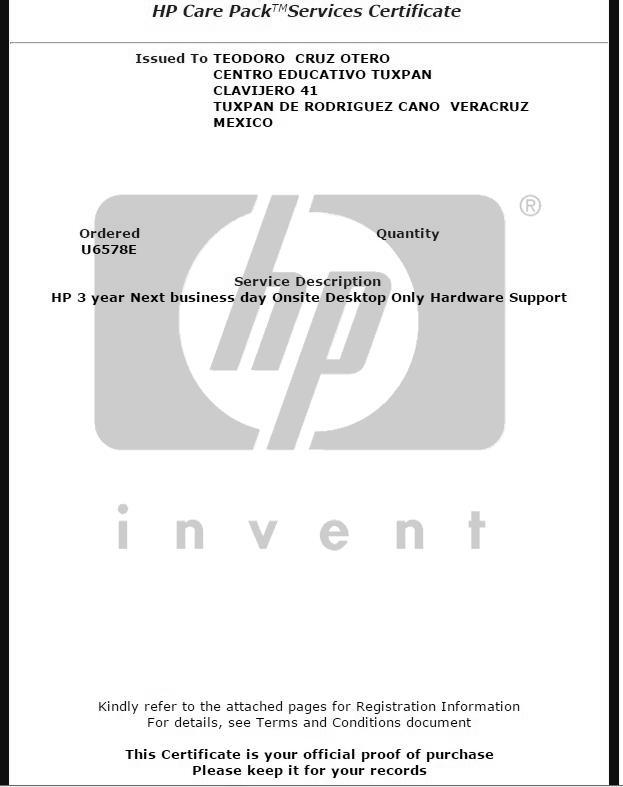 HP Care Pack™Services Certificate
Issued To TEODORO CRUZ OTERO
CENTRO EDUCATIVO TUXPAN
CLAVIJERO 41
TUXPAN DE RODRIGUEZ CANO VERACRUZ
MEXICO
®
Ordered Quantity
U6578E
Service Description
HP 3 year Next business day Onsite Desktop Only Hardware Support
hp
invent
Kindly refer to the attached pages for Registration Information
For details, see Terms and Conditions document
This Certificate is your official proof of purchase
Please keep it for your records